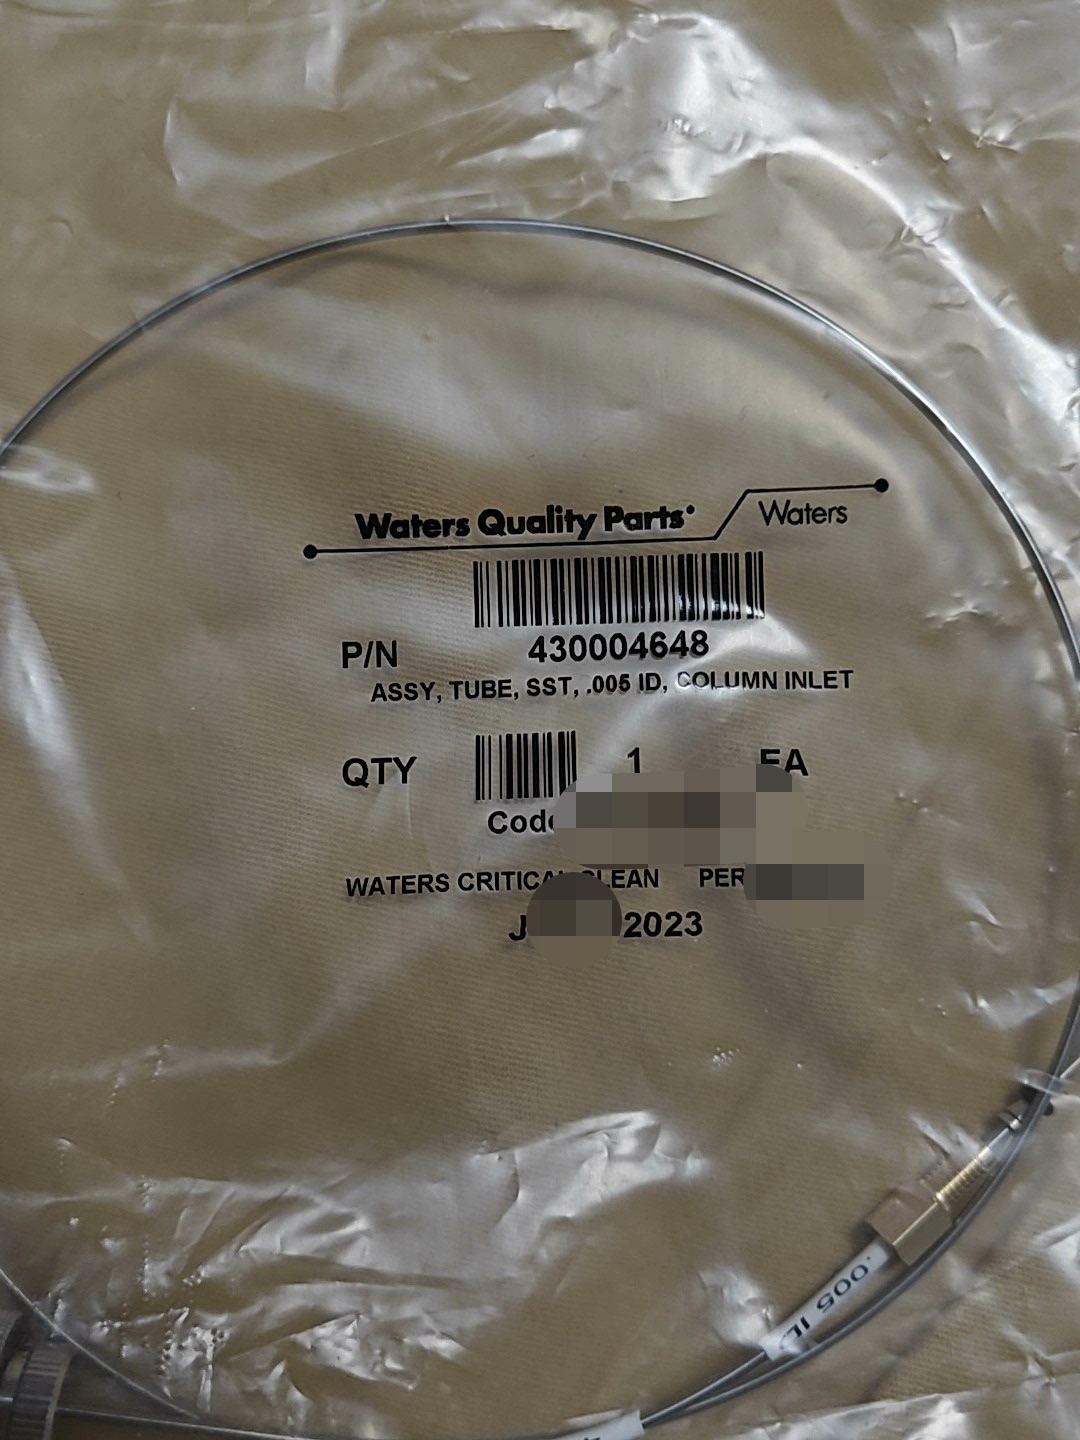 Waters Quality Parts
Waters
P/N 430004648
ASSY, TUBE, SST, .005 ID, COLUMN INLET
QTY 1 EA
WATERS CRITICAL CLEAN PER
2023
.005 ID